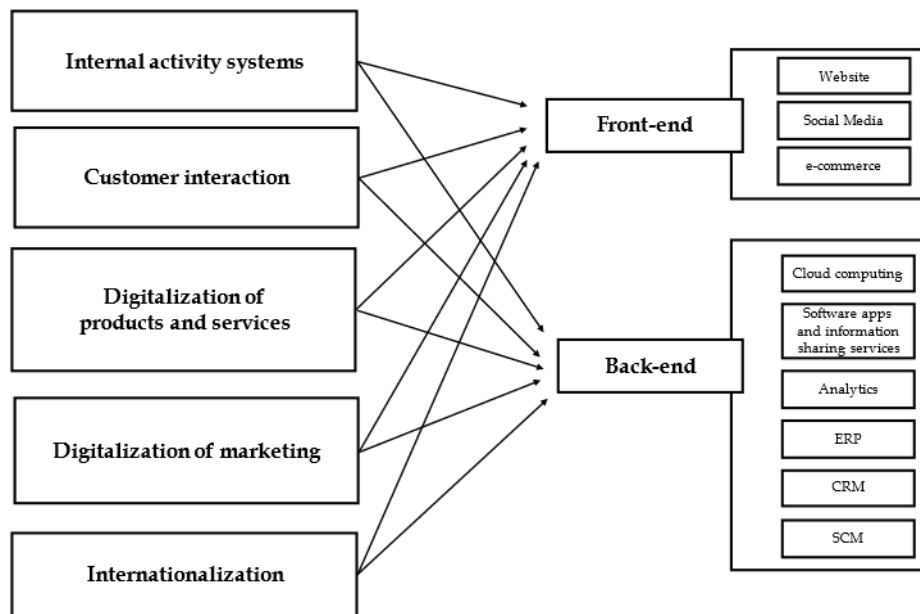 Internal activity systems
Customer interaction
Digitalization of
products and services
Digitalization of marketing
Internationalization
Front-end
Back-end
Website
Social Media
e-commerce
Cloud computing
Software apps
and information
sharing services
Analytics
ERP
CRM
SCM